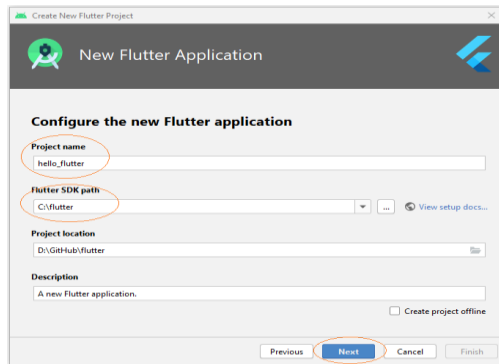 Create New Flutter Project
New Flutter Application
Configure the new Flutter application
Project name
hello_flutter
Flutter SDK path
C:\flutter
... View setup docs...
Project location
D:\GitHub\flutter
Description
A new Flutter application.
Create project offline
Previous Next Cancel Finish